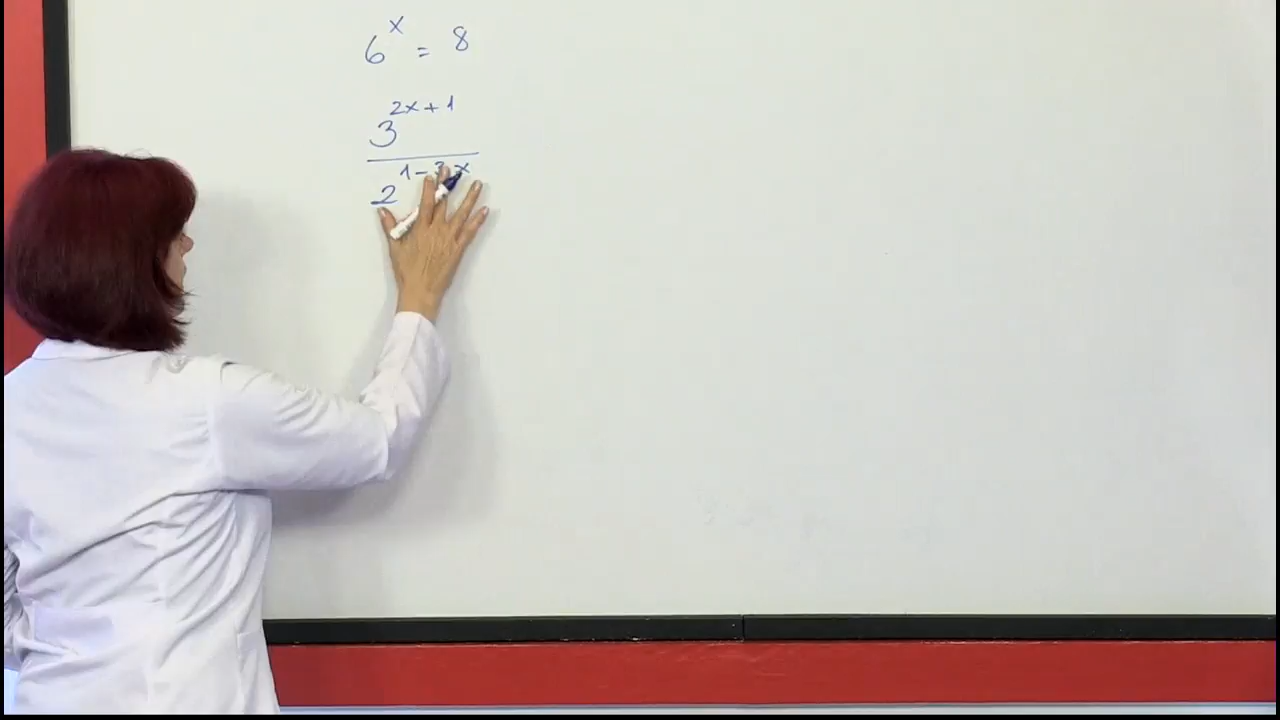 6^x = 8
3^(2x+1)
2^(1-3x)